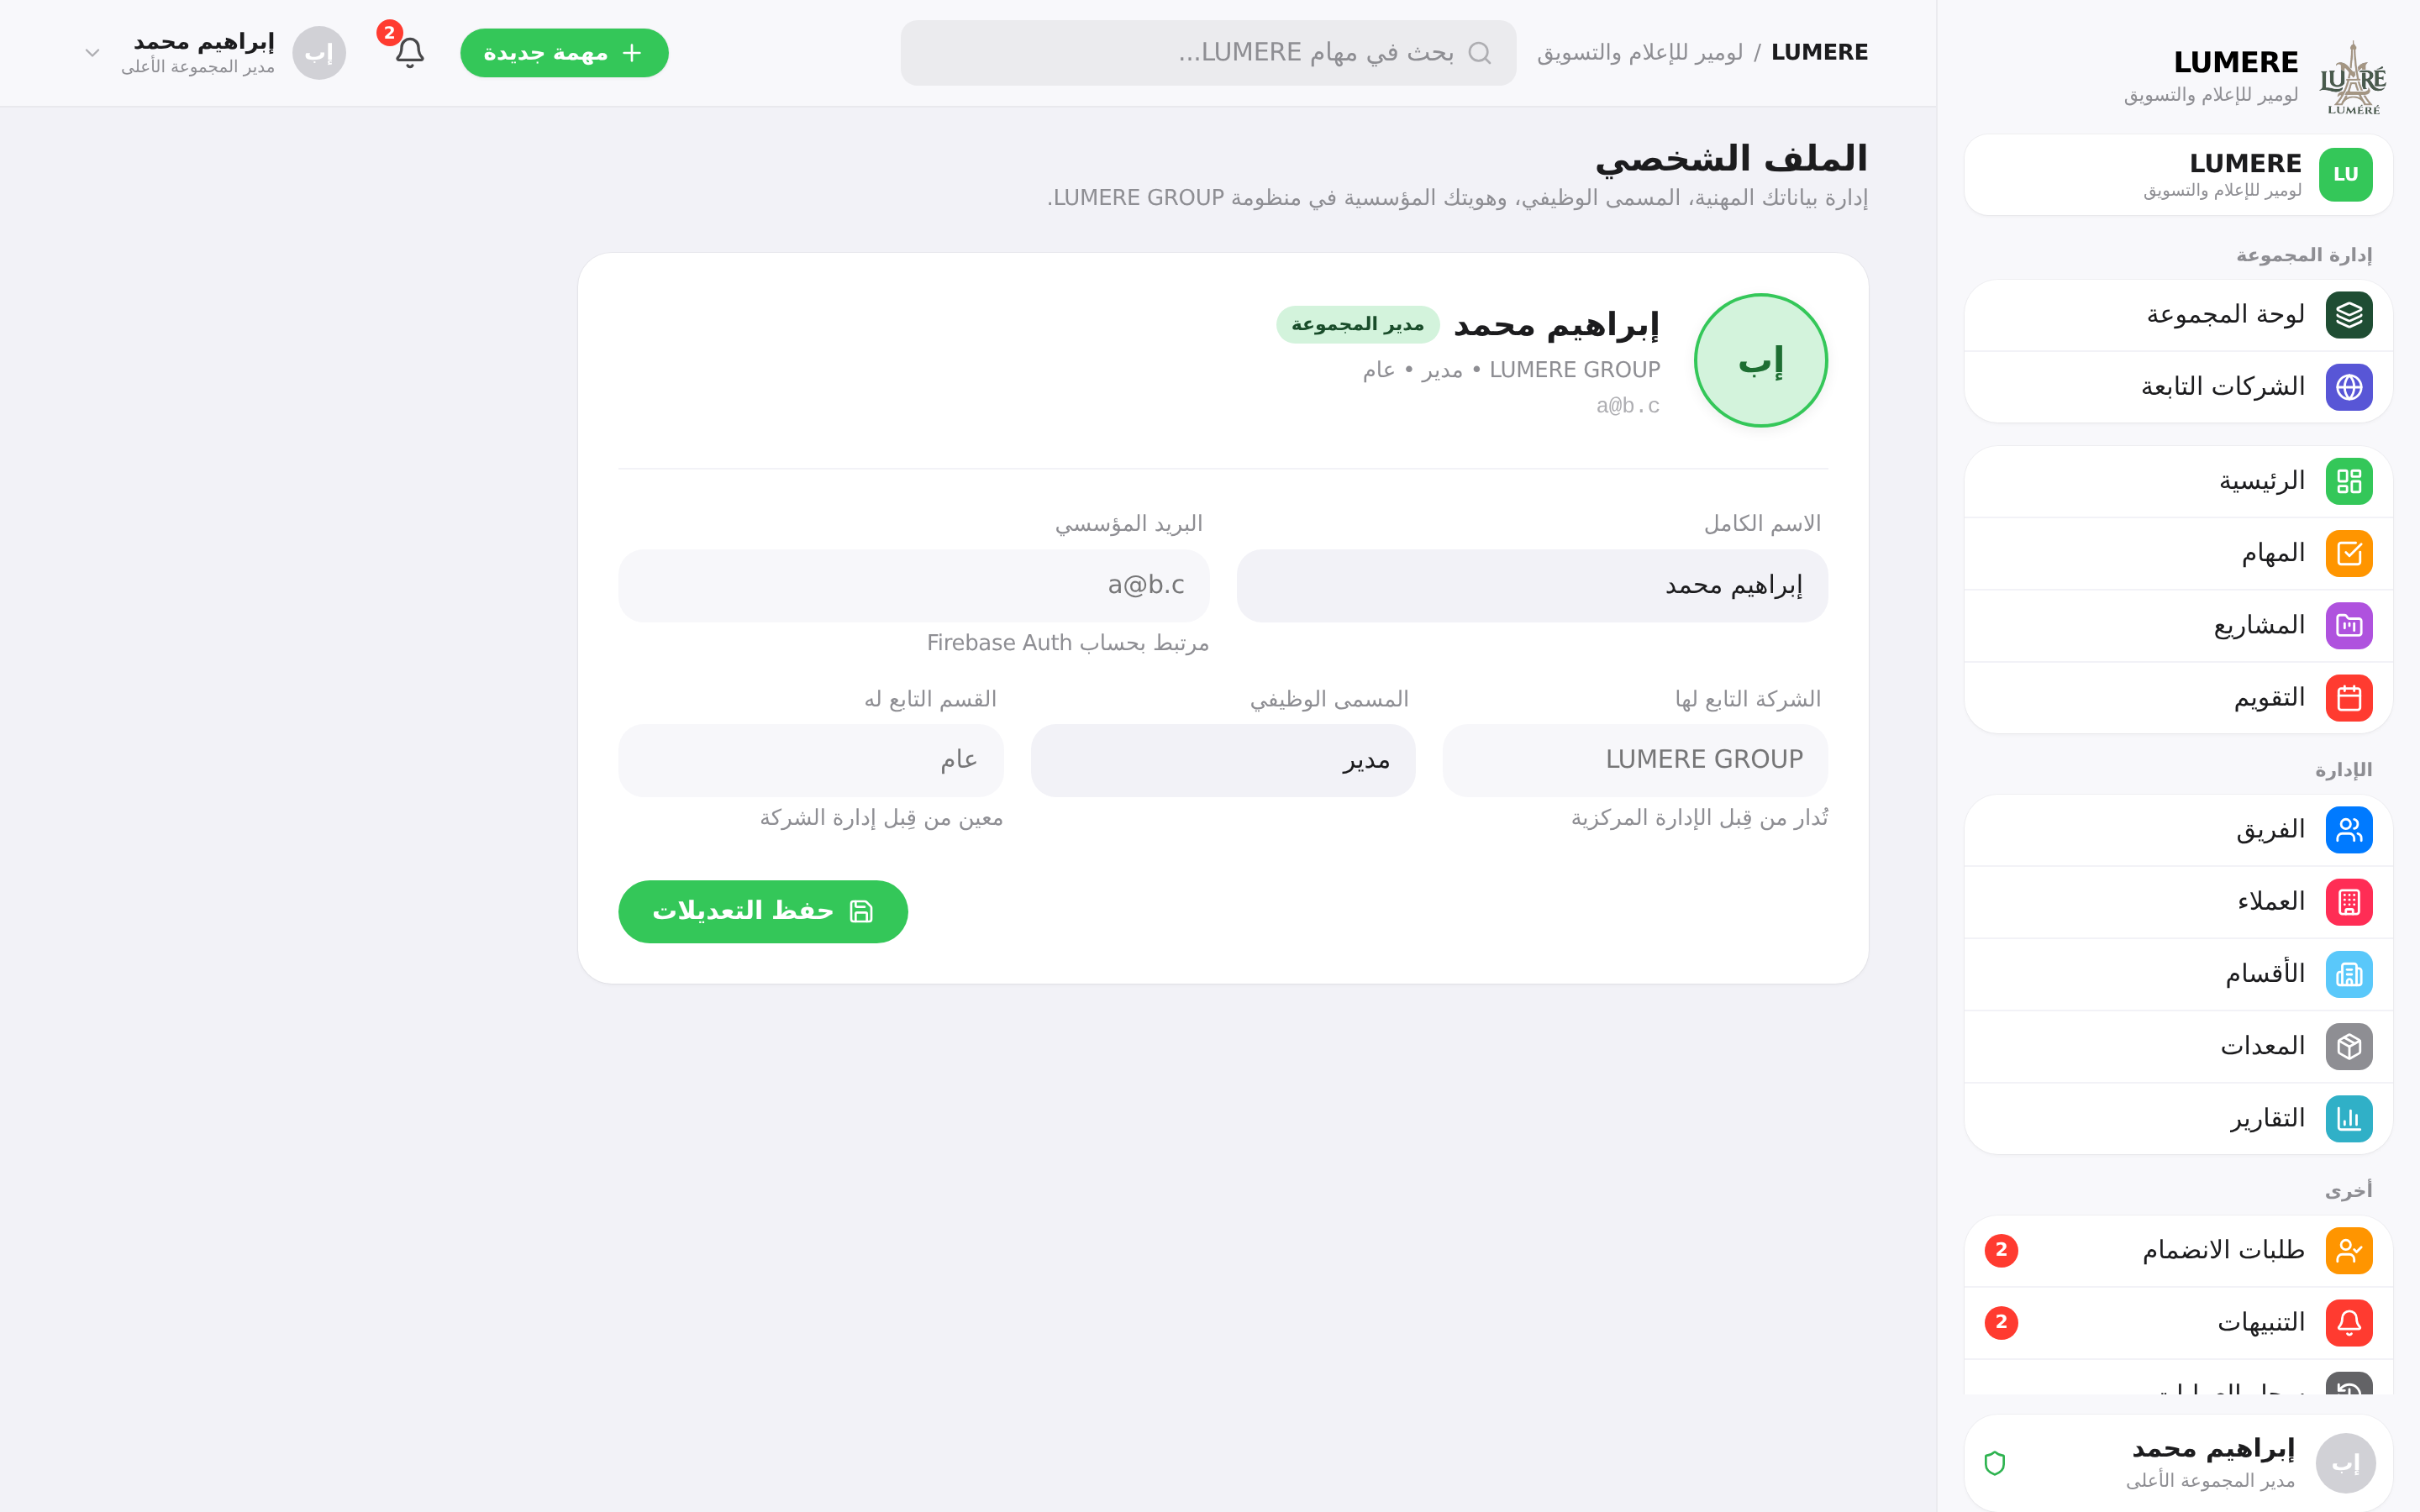 LUMERE
لومير للإعلام والتسويق
LUMERE
LU
LUMERE
لومير للإعلام والتسويق
إدارة المجموعة
لوحة المجموعة
الشركات التابعة
الرئيسية
المهام
المشاريع
التقويم
الإدارة
الفريق
العملاء
الأقسام
المعدات
التقارير
أخرى
طلبات الانضمام 2
التنبيهات 2
إب
إبراهيم محمد
مدير المجموعة الأعلى
LUMERE / لومير للإعلام والتسويق
بحث في مهام LUMERE...
مهمة جديدة
2
إب
إبراهيم محمد
مدير المجموعة الأعلى
الملف الشخصي
إدارة بياناتك المهنية، المسمى الوظيفي، وهويتك المؤسسية في منظومة LUMERE GROUP.
إب
إبراهيم محمد مدير المجموعة
LUMERE GROUP • مدير • عام
a@b.c
الاسم الكامل
إبراهيم محمد
البريد المؤسسي
a@b.c
مرتبط بحساب Firebase Auth
الشركة التابع لها
LUMERE GROUP
تُدار من قِبل الإدارة المركزية
المسمى الوظيفي
مدير
القسم التابع له
عام
معين من قِبل إدارة الشركة
حفظ التعديلات